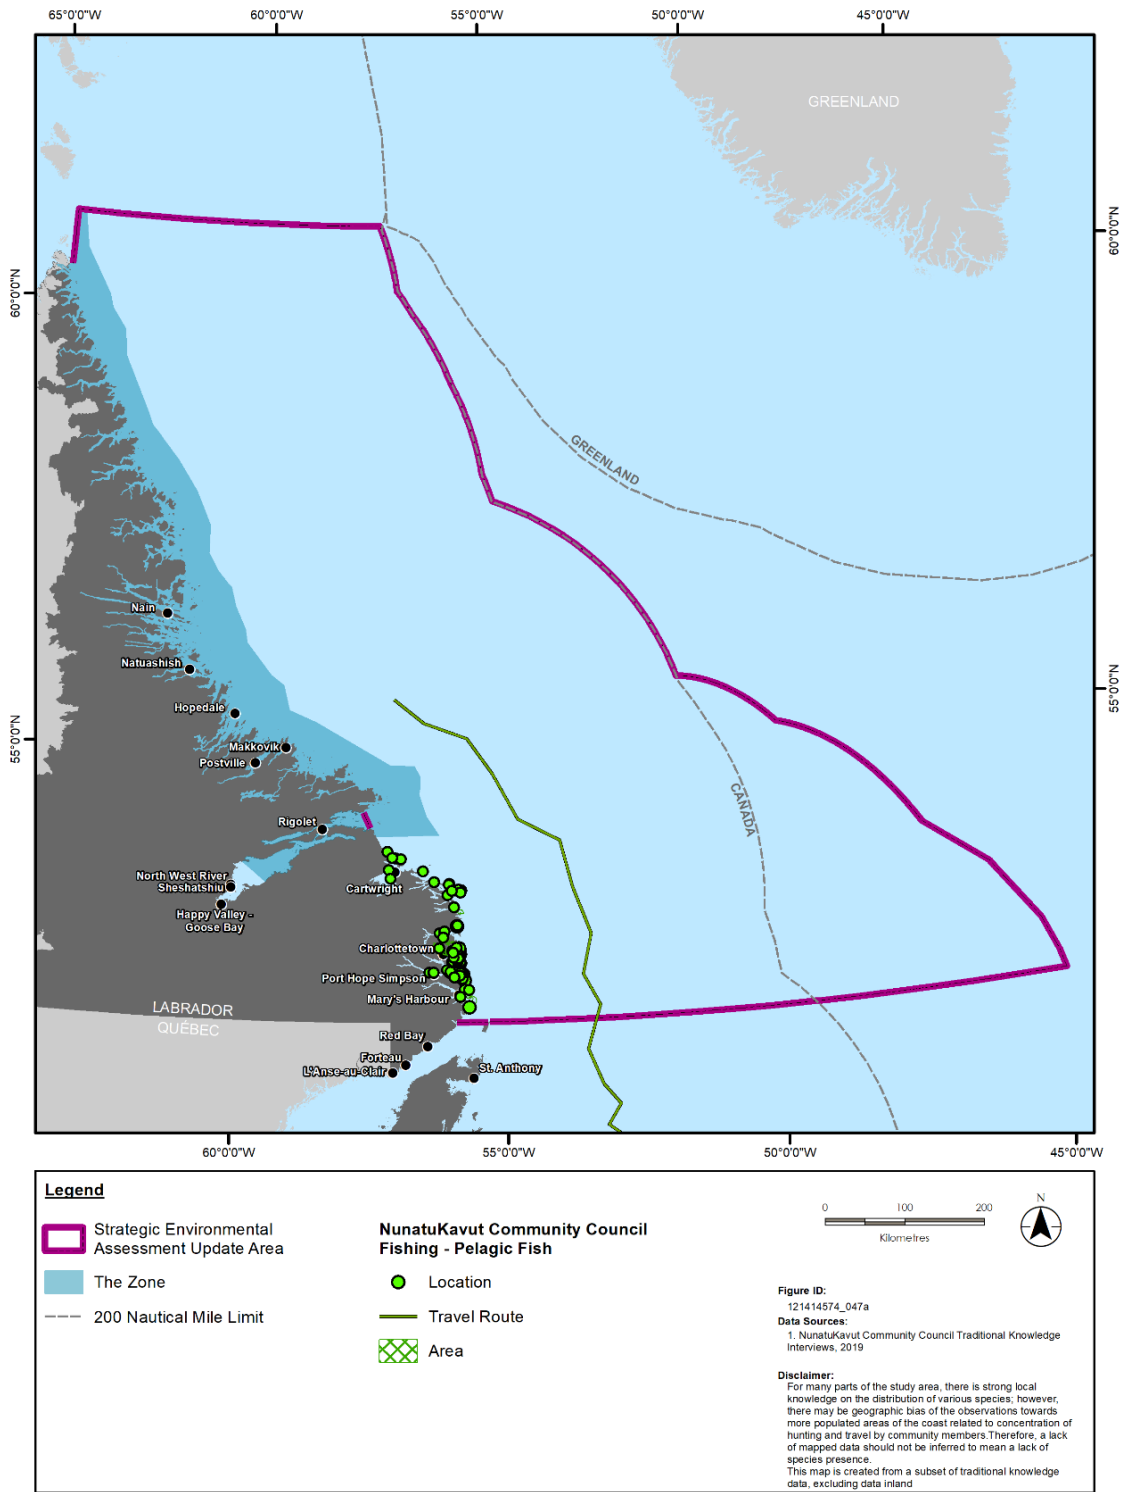 65°0'0"W
60°0'0"W
55°0'0"W
50°0'0"W
45°0'0"W
GREENLAND
60°0'0"N
60°0'0"N
GREENLAND
Nain
Natuashish
55°0'0"N
Hopedale
55°0'0"N
Makkovik
Postville
CANADA
Rigolet
North West River
Sheshatshiu
Cartwright
Happy Valley -
Goose Bay
Charlottetown
Port Hope Simpson
Mary's Harbour
LABRADOR
QUÉBEC
Red Bay
Forteau
L'Anse-au-Clair
St. Anthony
60°0'0"W
55°0'0"W
50°0'0"W
45°0'0"W
Legend
Strategic Environmental
Assessment Update Area
The Zone
200 Nautical Mile Limit
NunatuKavut Community Council
Fishing - Pelagic Fish
Location
Travel Route
Area
0 100 200
Kilometres
N
Figure ID:
121414574_047a
Data Sources:
1. NunatuKavut Community Council Traditional Knowledge
Interviews, 2019
Disclaimer:
For many parts of the study area, there is strong local
knowledge on the distribution of various species; however,
there may be geographic bias of the observations towards
more populated areas of the coast related to concentration of
hunting and travel by community members.Therefore, a lack
of mapped data should not be inferred to mean a lack of
species presence.
This map is created from a subset of traditional knowledge
data, excluding data inland